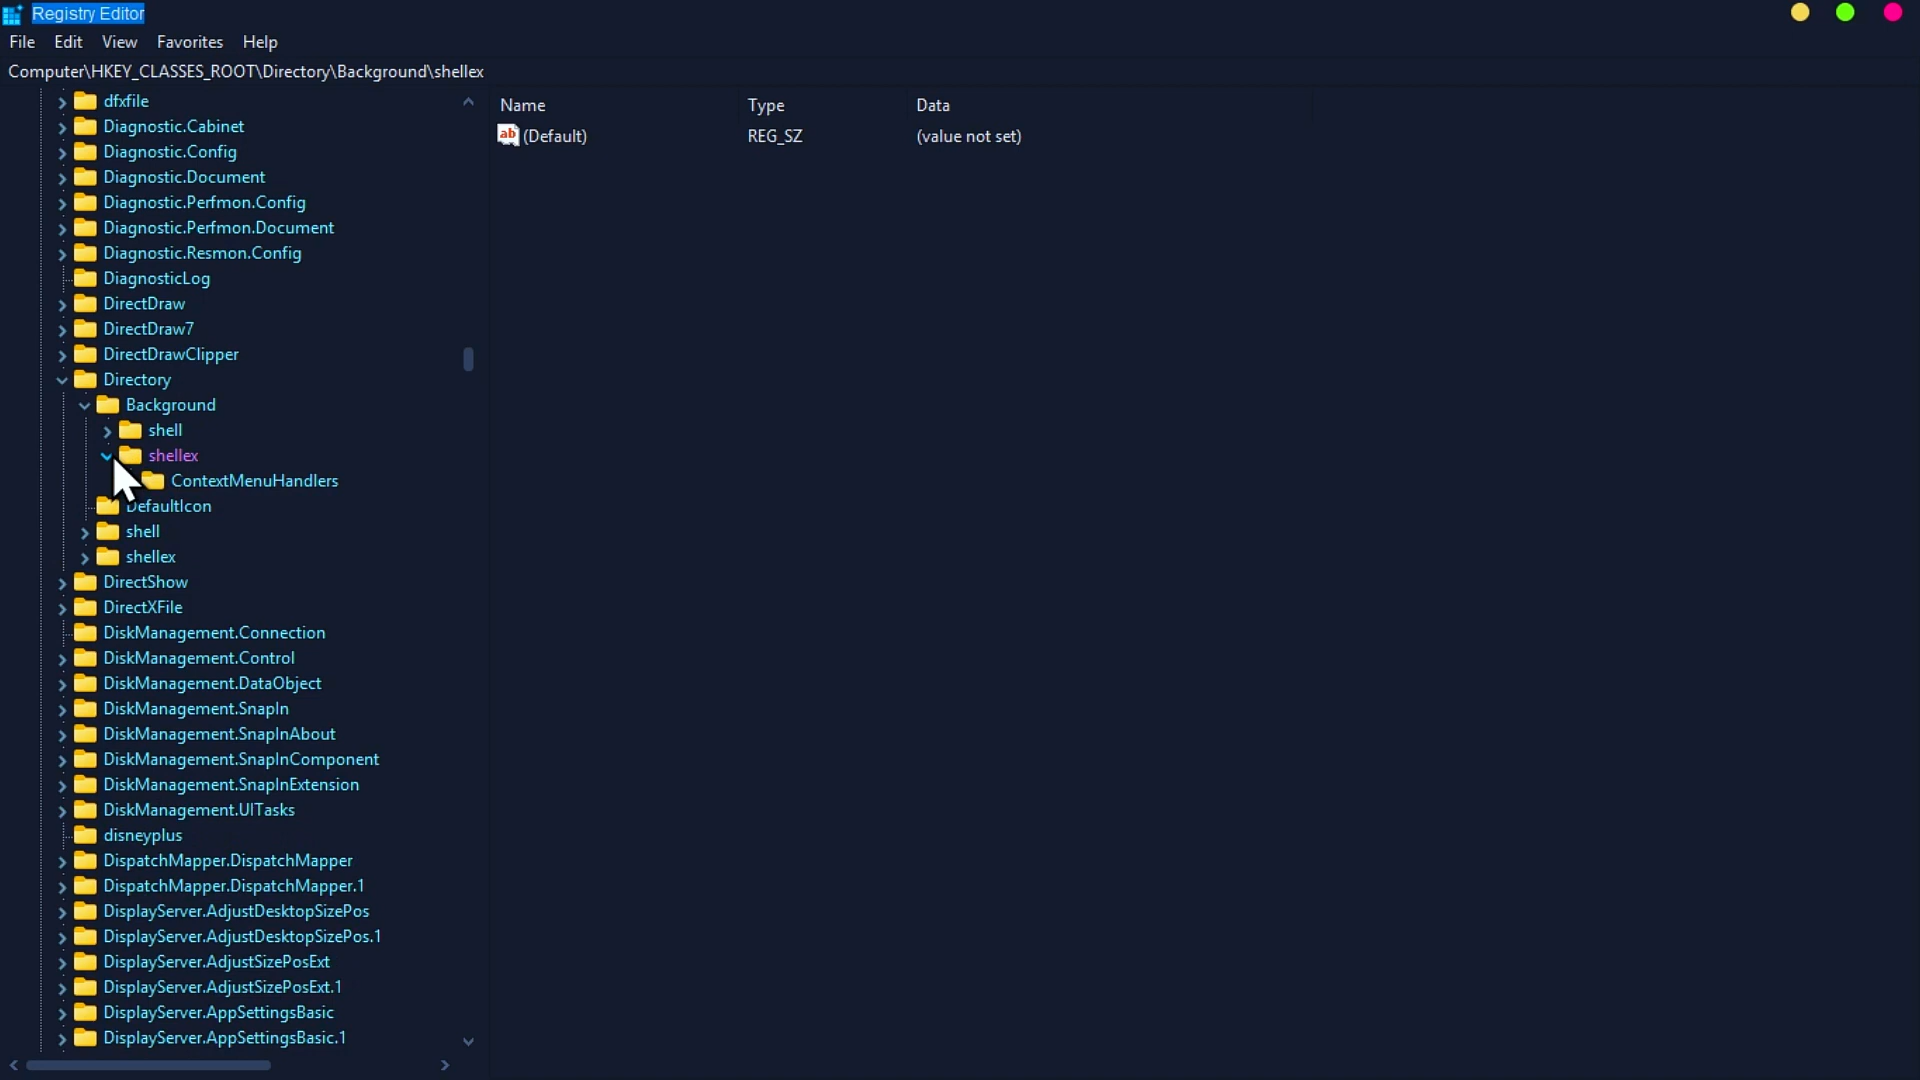 Registry Editor
File Edit View Favorites Help
Computer\HKEY_CLASSES_ROOT\Directory\Background\shellex
dfxfile
Diagnostic.Cabinet
Diagnostic.Config
Diagnostic.Document
Diagnostic.Perfmon.Config
Diagnostic.Perfmon.Document
Diagnostic.Resmon.Config
DiagnosticLog
DirectDraw
DirectDraw7
DirectDrawClipper
Directory
Background
shell
shellex
ContextMenuHandlers
DefaultIcon
shell
shellex
DirectShow
DirectXFile
DiskManagement.Connection
DiskManagement.Control
DiskManagement.DataObject
DiskManagement.SnapIn
DiskManagement.SnapInAbout
DiskManagement.SnapInComponent
DiskManagement.SnapInExtension
DiskManagement.UITasks
disneyplus
DispatchMapper.DispatchMapper
DispatchMapper.DispatchMapper.1
DisplayServer.AdjustDesktopSizePos
DisplayServer.AdjustDesktopSizePos.1
DisplayServer.AdjustSizePosExt
DisplayServer.AdjustSizePosExt.1
DisplayServer.AppSettingsBasic
DisplayServer.AppSettingsBasic.1
Name Type Data
ab (Default) REG_SZ (value not set)